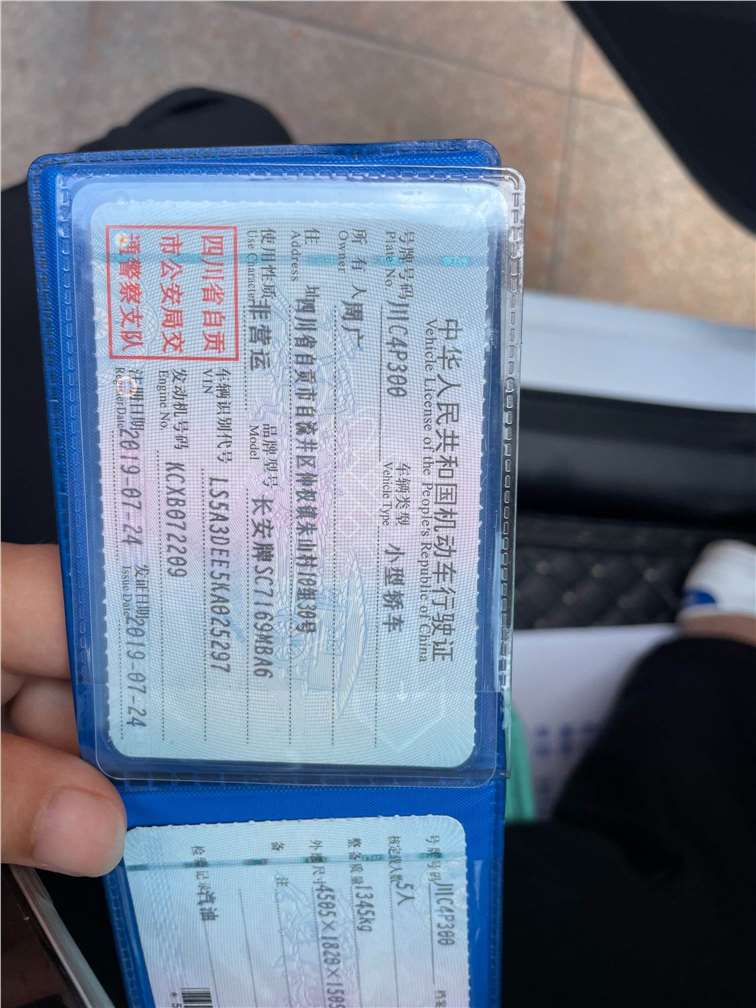 中华人民共和国机动车行驶证
Vehicle License of the People's Republic of China
号牌号码 川C4P300 车辆类型 小型轿车
Plate No. Vehicle Type
所有人 周广
Owner
住址 四川省自贡市自流井区仲权镇朱山村10组30号
Address
使用性质 非营运 品牌型号 长安牌SC7169MBA6
Use Character Model
四川省自贡
市公安局交
通警察支队
车辆识别代号 LS5A3DEE5KA025297
VIN
发动机号码 KCXB072209
Engine No.
注册日期 2019-07-24 发证日期 2019-07-24
Register Date Issue Date
号牌号码 川C4P300
核定载人数 5人
整备质量 1345kg
外廓尺寸 4505×1820×150
备注
检验记录 汽油